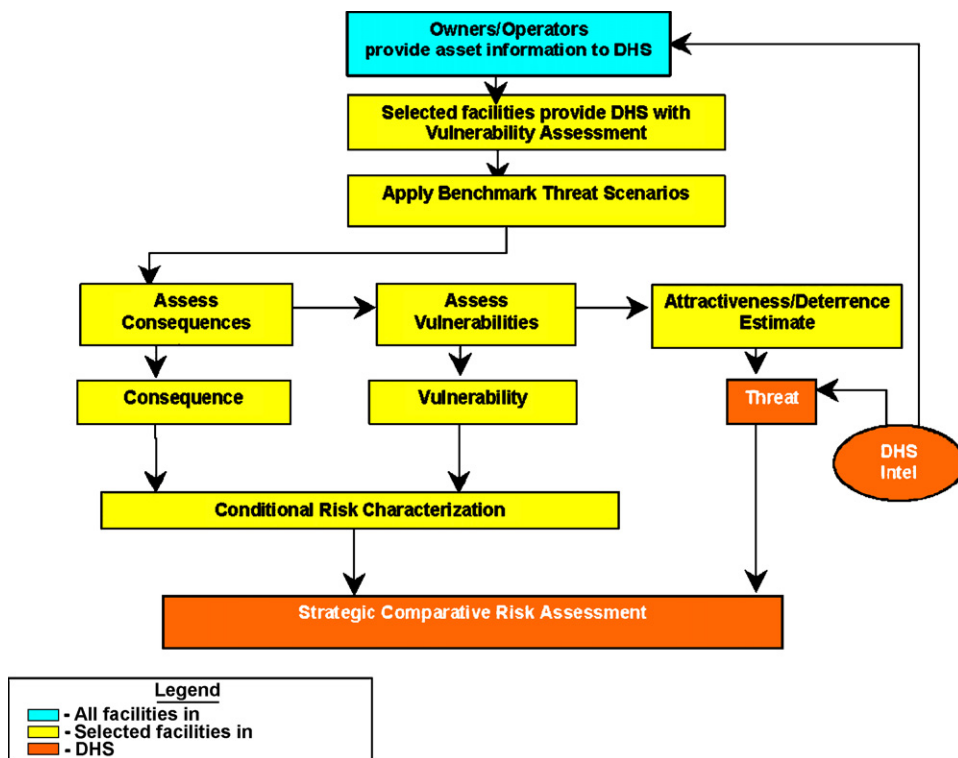 Owners/Operators
provide asset information to DHS
Selected facilities provide DHS with
Vulnerability Assessment
Apply Benchmark Threat Scenarios
Assess
Consequences
Assess
Vulnerabilities
Attractiveness/Deterrence
Estimate
Consequence
Vulnerability
Threat
DHS
Intel
Conditional Risk Characterization
Strategic Comparative Risk Assessment
Legend
- All facilities in
- Selected facilities in
- DHS